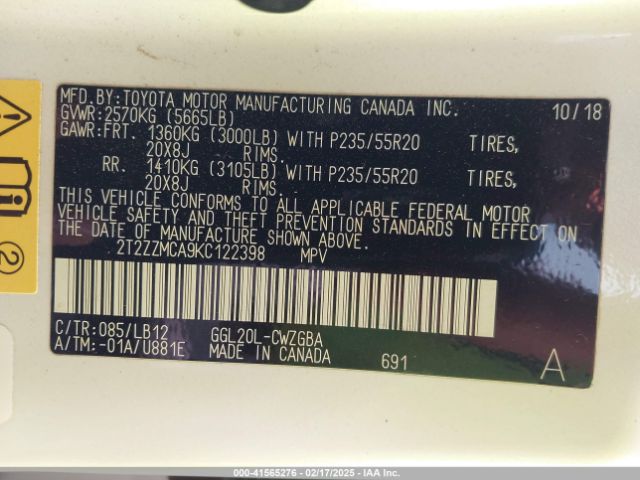 MFD.BY:TOYOTA MOTOR MANUFACTURING CANADA INC. 10/18
GVWR:2570KG (5665LB)
GAWR:FRT. 1360KG (3000LB) WITH P235/55R20 TIRES,
20X8J RIMS.
RR. 1410KG (3105LB) WITH P235/55R20 TIRES,
20X8J RIMS.
THIS VEHICLE CONFORMS TO ALL APPLICABLE FEDERAL MOTOR
VEHICLE SAFETY AND THEFT PREVENTION STANDARDS IN EFFECT ON
THE DATE OF MANUFACTURE SHOWN ABOVE.
2T2ZZMCA9KC122398 MPV
C/TR:085/LB12 GGL20L-CWZGBA
A/TM:-01A/U881E MADE IN CANADA 691 A
2
000-41565276 - 02/17/2025 - IAA Inc.